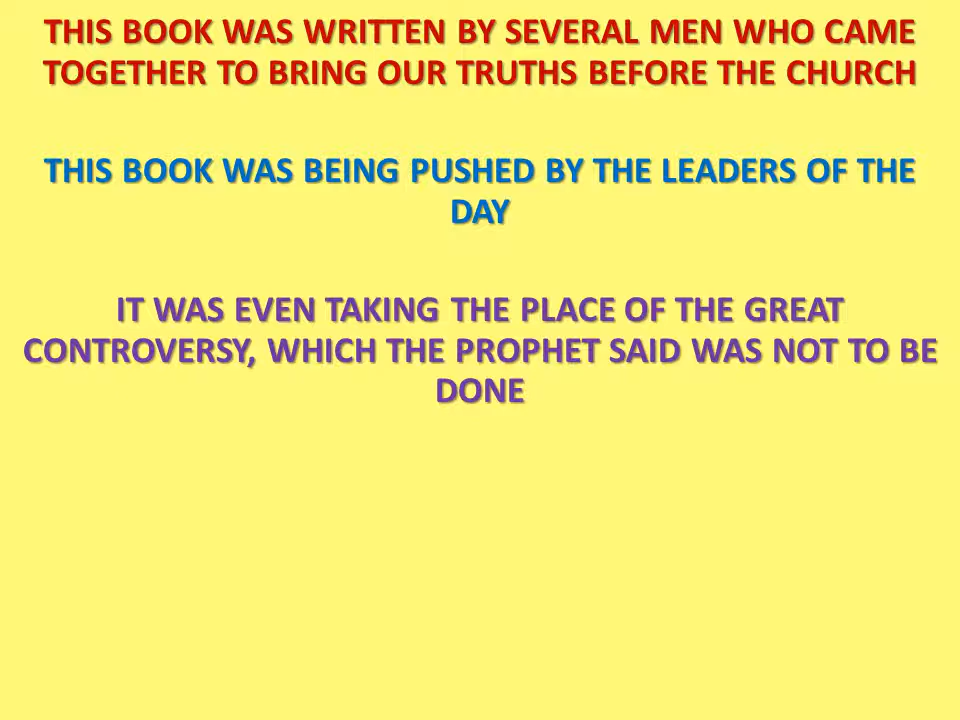 THIS BOOK WAS WRITTEN BY SEVERAL MEN WHO CAME
TOGETHER TO BRING OUR TRUTHS BEFORE THE CHURCH
THIS BOOK WAS BEING PUSHED BY THE LEADERS OF THE
DAY
IT WAS EVEN TAKING THE PLACE OF THE GREAT
CONTROVERSY, WHICH THE PROPHET SAID WAS NOT TO BE
DONE